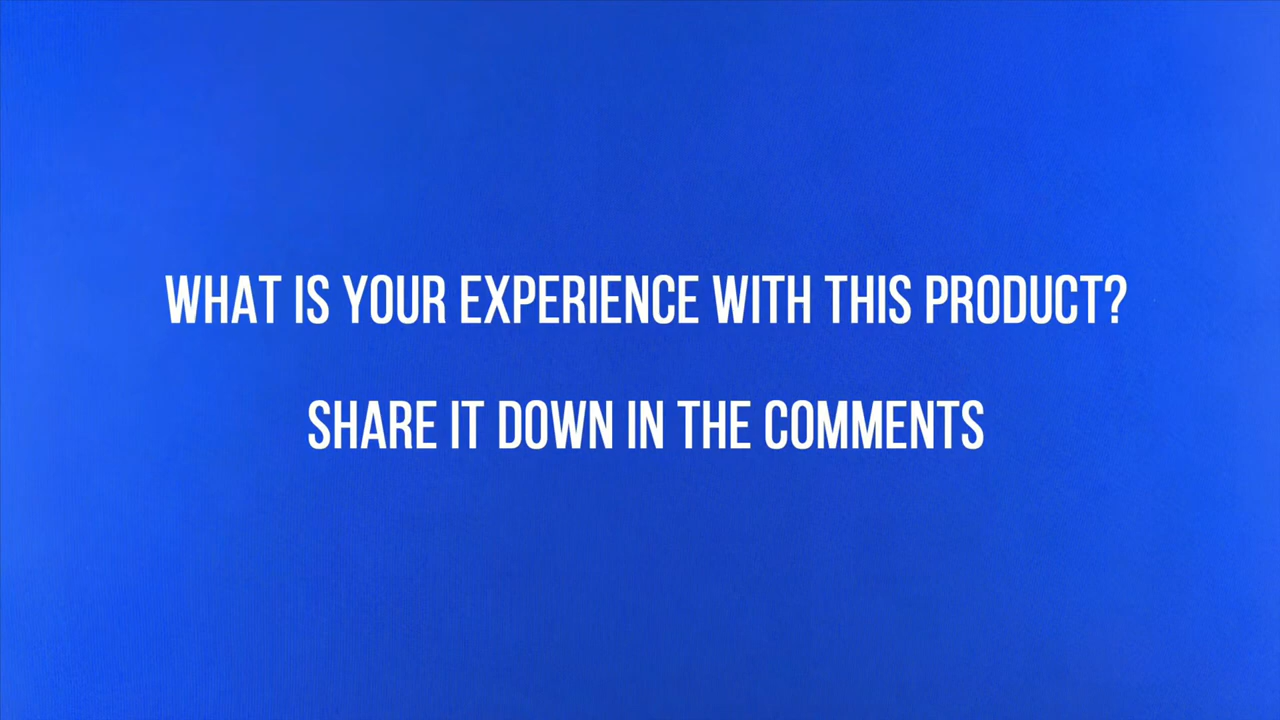 WHAT IS YOUR EXPERIENCE WITH THIS PRODUCT?
SHARE IT DOWN IN THE COMMENTS